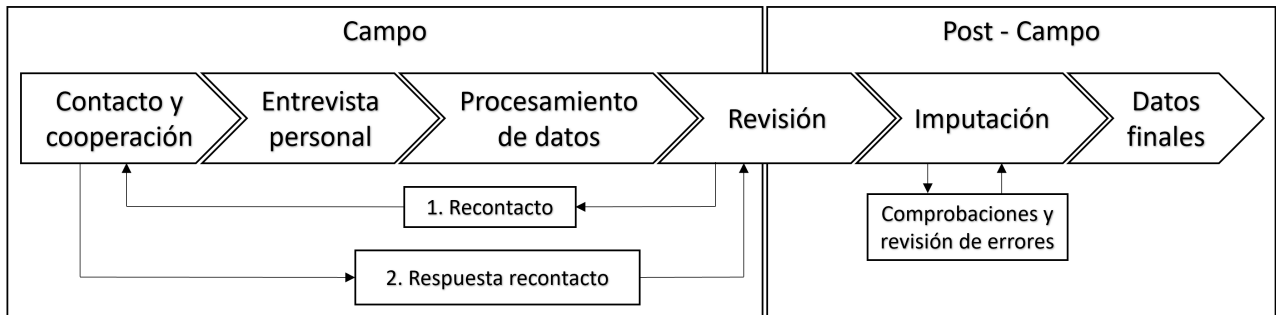 Campo
Post - Campo
Contacto y
cooperación
Entrevista
personal
Procesamiento
de datos
Revisión
Imputación
Datos
finales
1. Recontacto
2. Respuesta recontacto
Comprobaciones y
revisión de errores